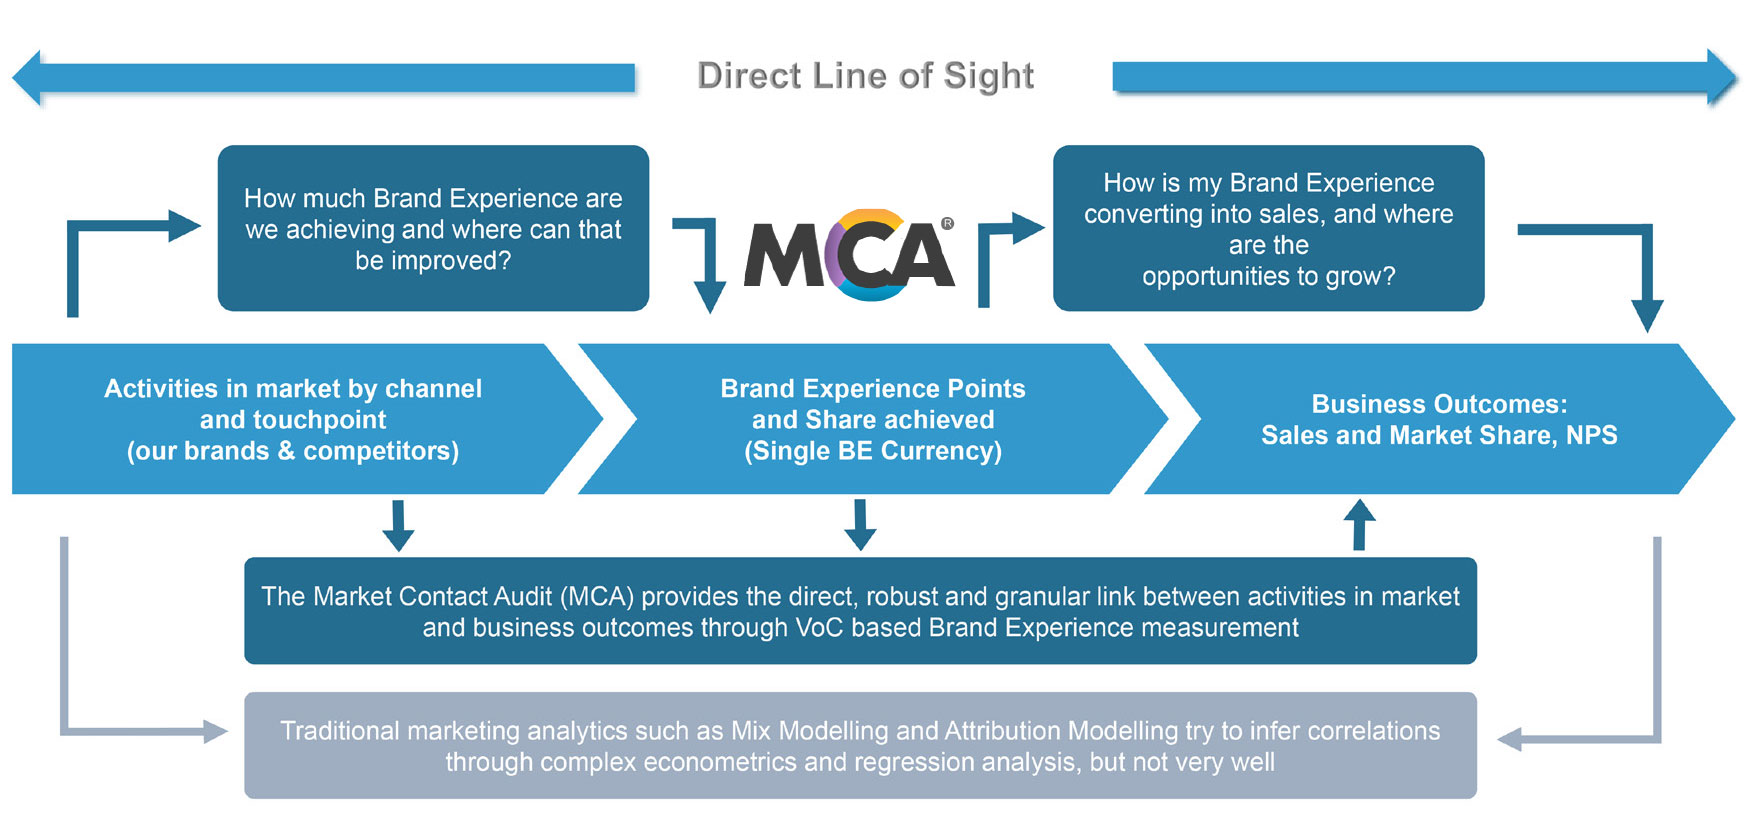 Direct Line of Sight
How much Brand Experience are
we achieving and where can that
be improved?
MCA®
How is my Brand Experience
converting into sales, and where
are the
opportunities to grow?
Activities in market by channel
and touchpoint
(our brands & competitors)
Brand Experience Points
and Share achieved
(Single BE Currency)
Business Outcomes:
Sales and Market Share, NPS
The Market Contact Audit (MCA) provides the direct, robust and granular link between activities in market
and business outcomes through VoC based Brand Experience measurement
Traditional marketing analytics such as Mix Modelling and Attribution Modelling try to infer correlations
through complex econometrics and regression analysis, but not very well